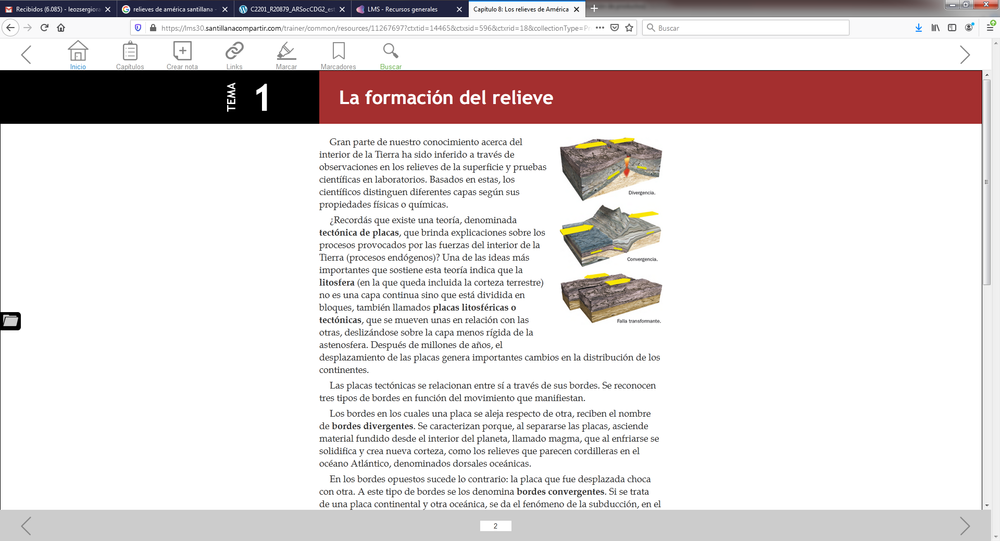 Recibidos (6.085) - leozsergiora
relieves de américa santillana -
C2201_R20879_ARSocCDG2_est
LMS - Recursos generales
Capítulo 8: Los relieves de América
https://lms30.santillanacompartir.com/trainer/common/resources/11267697?ctxtid=14465&ctxsid=596&ctxrid=18&collectionType=Pr
Buscar
Inicio
Capítulos
Crear nota
Links
Marcar
Marcadores
Buscar
TEMA 1
La formación del relieve
Gran parte de nuestro conocimiento acerca del
interior de la Tierra ha sido inferido a través de
observaciones en los relieves de la superficie y pruebas
científicas en laboratorios. Basados en estas, los
científicos distinguen diferentes capas según sus
propiedades físicas o químicas.
¿Recordás que existe una teoría, denominada
tectónica de placas, que brinda explicaciones sobre los
procesos provocados por las fuerzas del interior de la
Tierra (procesos endógenos)? Una de las ideas más
importantes que sostiene esta teoría indica que la
litosfera (en la que queda incluida la corteza terrestre)
no es una capa continua sino que está dividida en
bloques, también llamados placas litosféricas o
tectónicas, que se mueven unas en relación con las
otras, deslizándose sobre la capa menos rígida de la
astenosfera. Después de millones de años, el
desplazamiento de las placas genera importantes cambios en la distribución de los
continentes.
Divergencia.
Convergencia.
Falla transformante.
Las placas tectónicas se relacionan entre sí a través de sus bordes. Se reconocen
tres tipos de bordes en función del movimiento que manifiestan.
Los bordes en los cuales una placa se aleja respecto de otra, reciben el nombre
de bordes divergentes. Se caracterizan porque, al separarse las placas, asciende
material fundido desde el interior del planeta, llamado magma, que al enfriarse se
solidifica y crea nueva corteza, como los relieves que parecen cordilleras en el
océano Atlántico, denominados dorsales oceánicas.
En los bordes opuestos sucede lo contrario: la placa que fue desplazada choca
con otra. A este tipo de bordes se los denomina bordes convergentes. Si se trata
de una placa continental y otra oceánica, se da el fenómeno de la subducción, en el
2